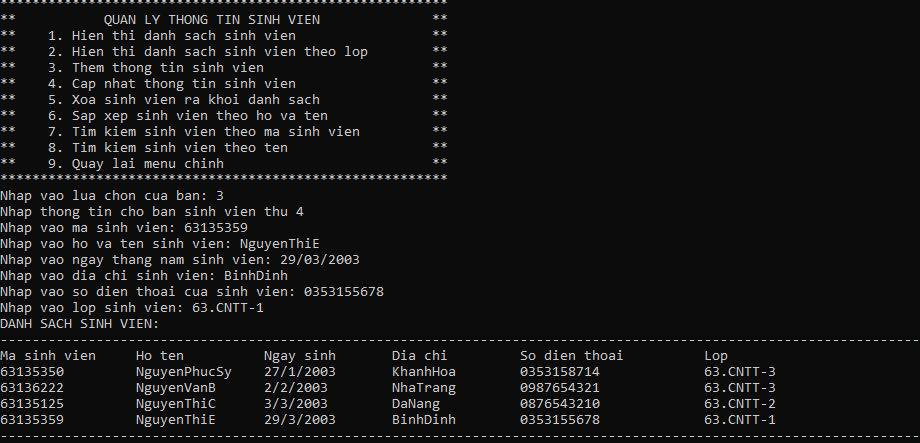 ********************************************************
**           QUAN LY THONG TIN SINH VIEN              **
**    1. Hien thi danh sach sinh vien                 **
**    2. Hien thi danh sach sinh vien theo lop        **
**    3. Them thong tin sinh vien                     **
**    4. Cap nhat thong tin sinh vien                 **
**    5. Xoa sinh vien ra khoi danh sach              **
**    6. Sap xep sinh vien theo ho va ten             **
**    7. Tim kiem sinh vien theo ma sinh vien         **
**    8. Tim kiem sinh vien theo ten                  **
**    9. Quay lai menu chinh                          **
********************************************************
Nhap vao lua chon cua ban: 3
Nhap thong tin cho ban sinh vien thu 4
Nhap vao ma sinh vien: 63135359
Nhap vao ho va ten sinh vien: NguyenThiE
Nhap vao ngay thang nam sinh vien: 29/03/2003
Nhap vao dia chi sinh vien: BinhDinh
Nhap vao so dien thoai cua sinh vien: 0353155678
Nhap vao lop sinh vien: 63.CNTT-1
DANH SACH SINH VIEN:
-------------------------------------------------------------------------------------------------------------------
Ma sinh vien     Ho ten          Ngay sinh       Dia chi         So dien thoai          Lop
63135350         NguyenPhucSy    27/1/2003       KhanhHoa        0353158714             63.CNTT-3
63136222         NguyenVanB      2/2/2003        NhaTrang        0987654321             63.CNTT-3
63135125         NguyenThiC      3/3/2003        DaNang          0876543210             63.CNTT-2
63135359         NguyenThiE      29/3/2003       BinhDinh        0353155678             63.CNTT-1
-------------------------------------------------------------------------------------------------------------------